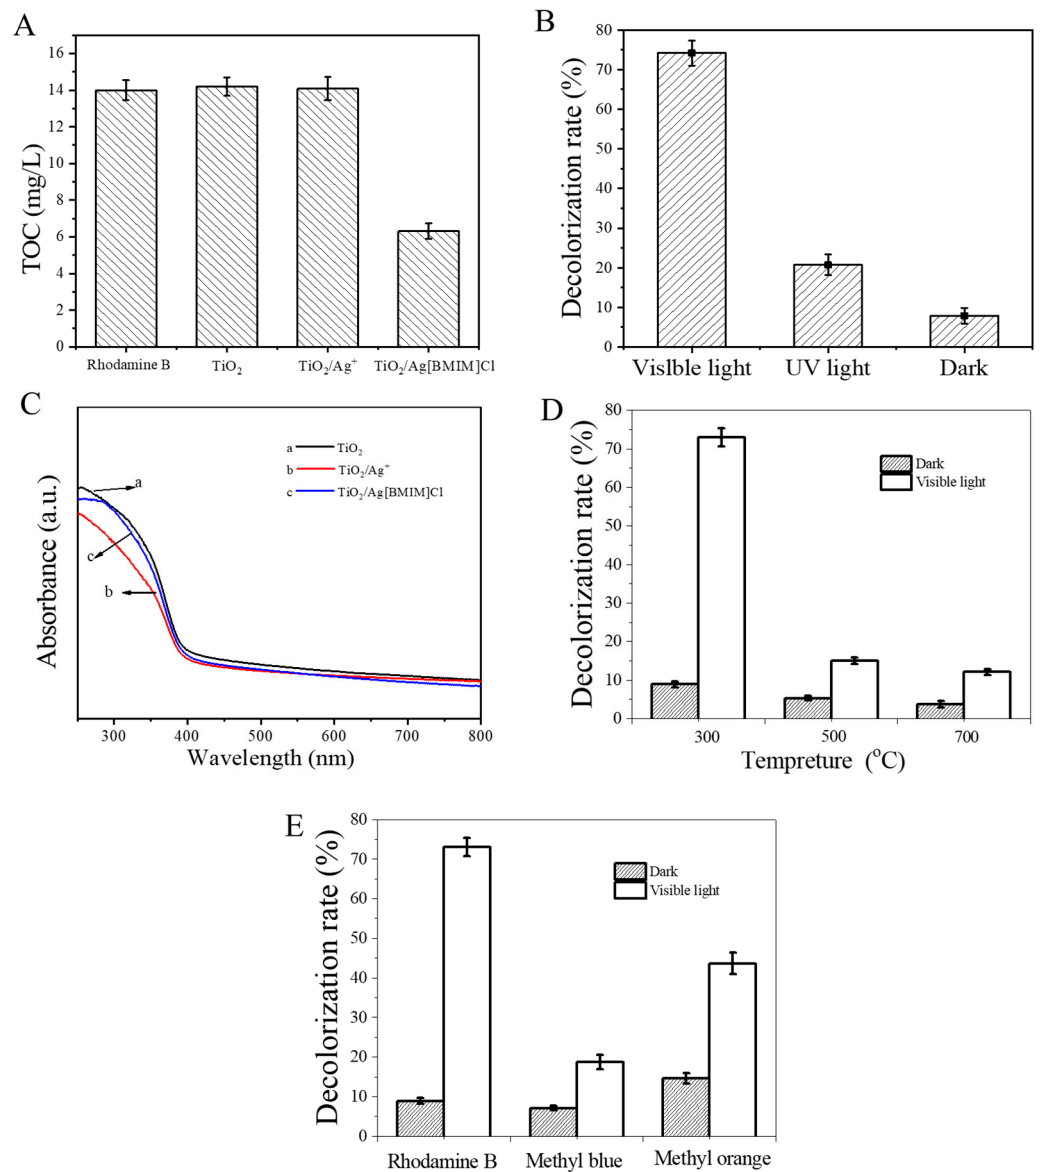 A
TOC (mg/L)
16
14
12
10
8
6
4
2
0
Rhodamine B TiO₂ TiO₂/Ag⁺ TiO₂/Ag[BMIM]Cl
B
Decolorization rate (%)
80
70
60
50
40
30
20
10
0
Vislble light UV light Dark
C
Absorbance (a.u.)
a TiO₂
b TiO₂/Ag⁺
c TiO₂/Ag[BMIM]Cl
a
c
b
300 400 500 600 700 800
Wavelength (nm)
D
Decolorization rate (%)
80
70
60
50
40
30
20
10
0
Dark
Visible light
300 500 700
Tempreture (°C)
E
Decolorization rate (%)
80
70
60
50
40
30
20
10
0
Dark
Visible light
Rhodamine B Methyl blue Methyl orange